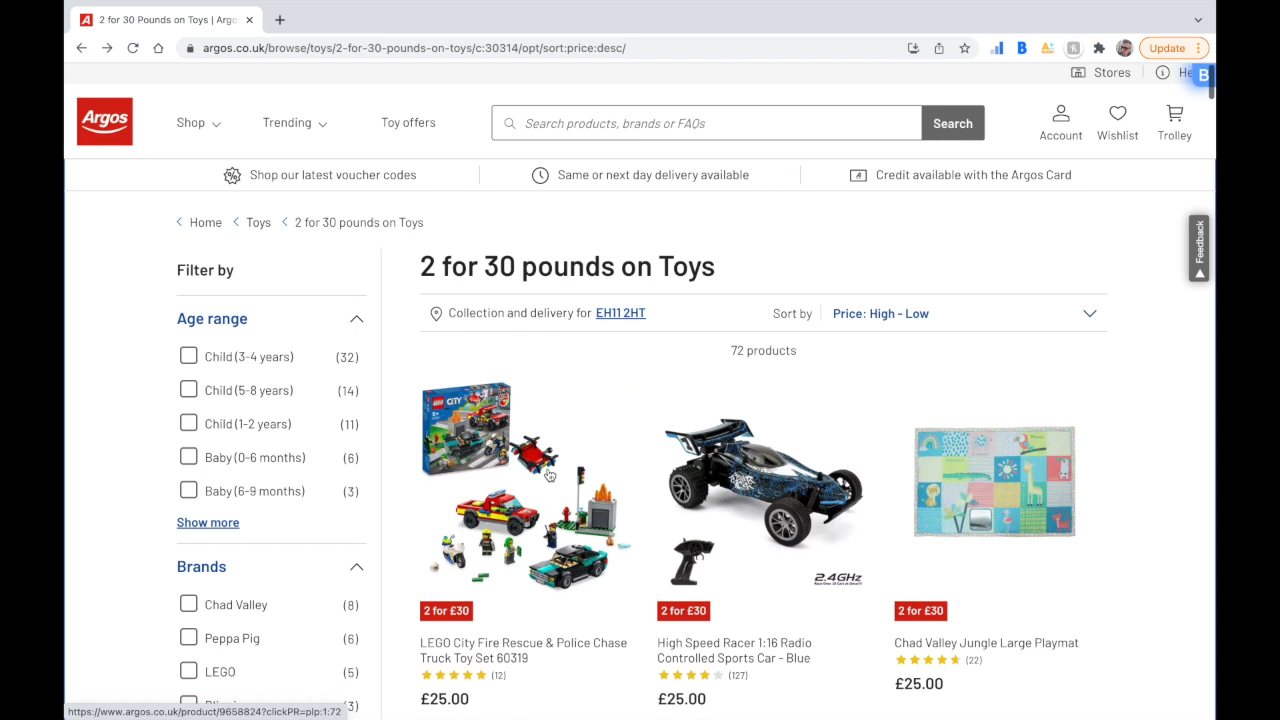 2 for 30 Pounds on Toys | Argo
argos.co.uk/browse/toys/2-for-30-pounds-on-toys/c:30314/opt/sort:price:desc/
Update
Stores
He
B
Argos
Shop
Trending
Toy offers
Search products, brands or FAQs
Search
Account
Wishlist
Trolley
Shop our latest voucher codes
Same or next day delivery available
Credit available with the Argos Card
Home
Toys
2 for 30 pounds on Toys
Feedback
Filter by
2 for 30 pounds on Toys
Age range
Collection and delivery for EH11 2HT
Sort by
Price: High - Low
72 products
Child (3-4 years) (32)
Child (5-8 years) (14)
Child (1-2 years) (11)
Baby (0-6 months) (6)
Baby (6-9 months) (3)
Show more
Brands
Chad Valley (8)
Peppa Pig (6)
LEGO (5)
(3)
CITY
2.4GHz
2 for £30
2 for £30
2 for £30
LEGO City Fire Rescue & Police Chase
Truck Toy Set 60319
(12)
£25.00
High Speed Racer 1:16 Radio
Controlled Sports Car - Blue
(127)
£25.00
Chad Valley Jungle Large Playmat
(22)
£25.00
https://www.argos.co.uk/product/9658824?clickPR=plp:1:72